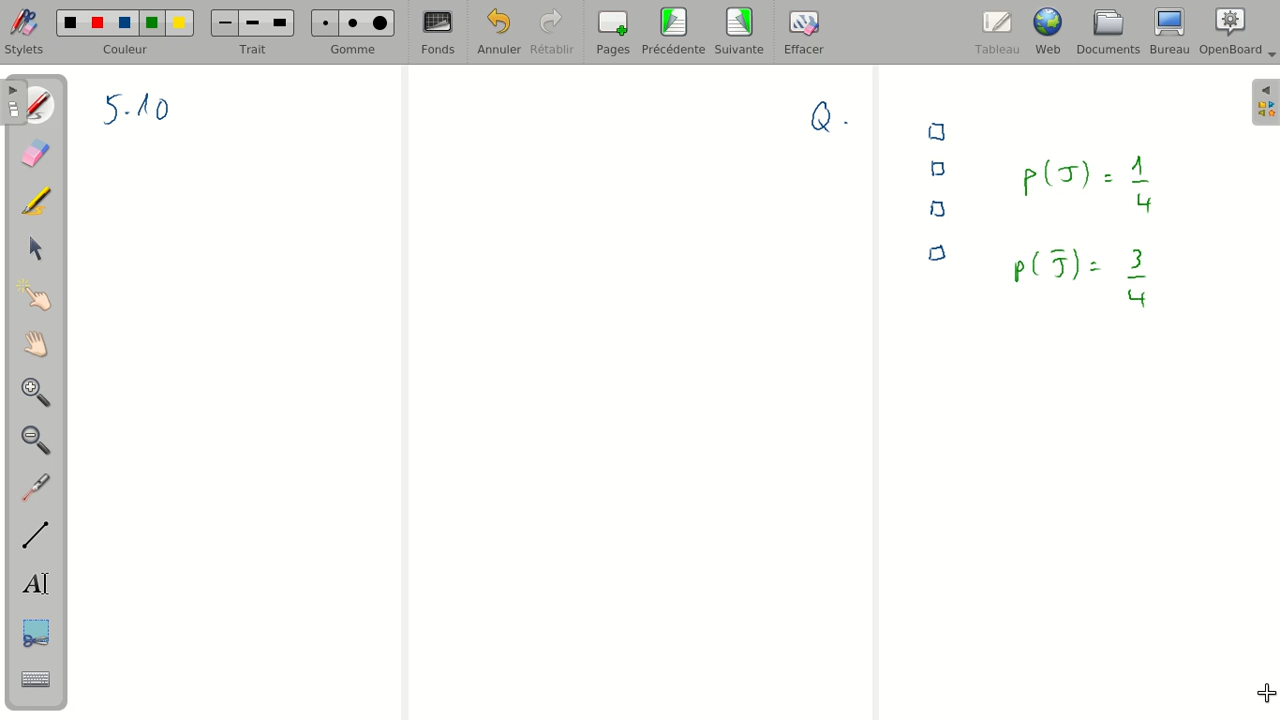 Stylets Couleur Trait Gomme Fonds Annuler Rétablir Pages Précédente Suivante Effacer Tableau Web Documents Bureau OpenBoard
5.10
Q.
p(J) = 1/4
p(J̄) = 3/4
A